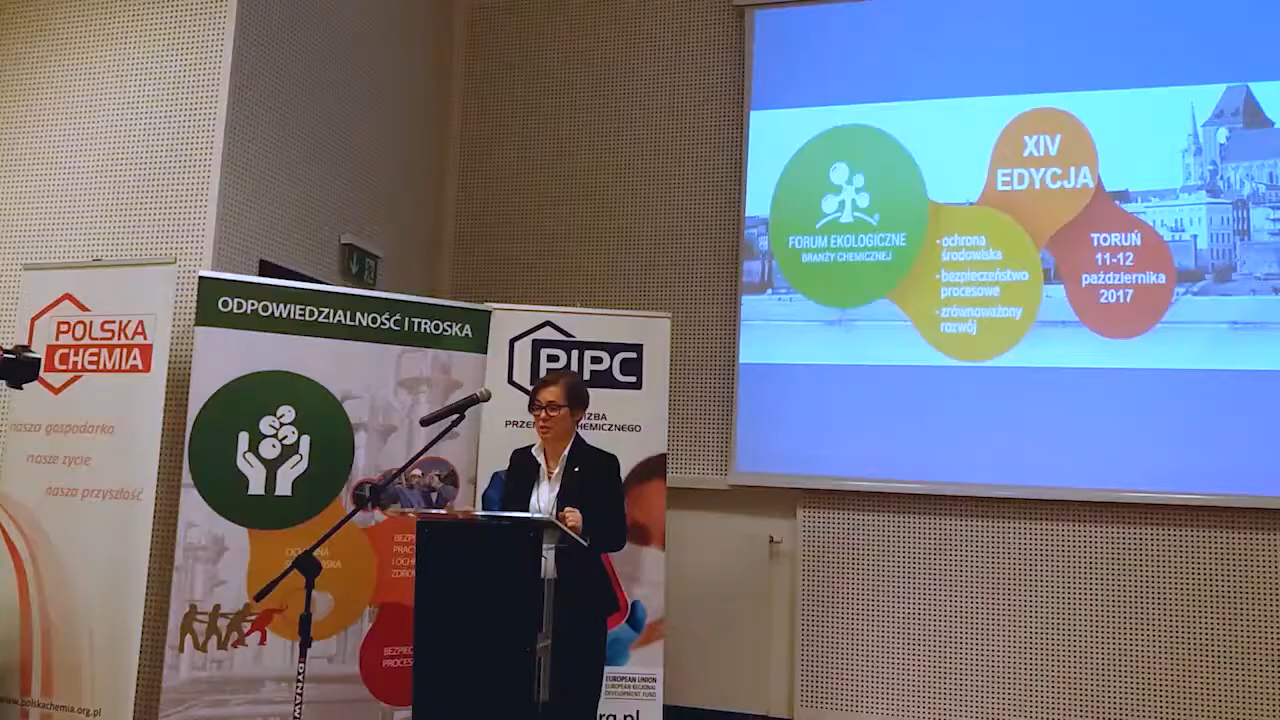 POLSKA
CHEMIA
nasza gospodarka
nasze życie
nasza przyszłość
www.polskachemia.org.pl
ODPOWIEDZIALNOŚĆ I TROSKA
PIPC
FORUM EKOLOGICZNE
BRANŻY CHEMICZNEJ
XIV
EDYCJA
• ochrona
środowiska
• bezpieczeństwo
procesowe
• zrównoważony
rozwój
TORUŃ
11-12
października
2017
EUROPEAN UNION
EUROPEAN REGIONAL
DEVELOPMENT FUND